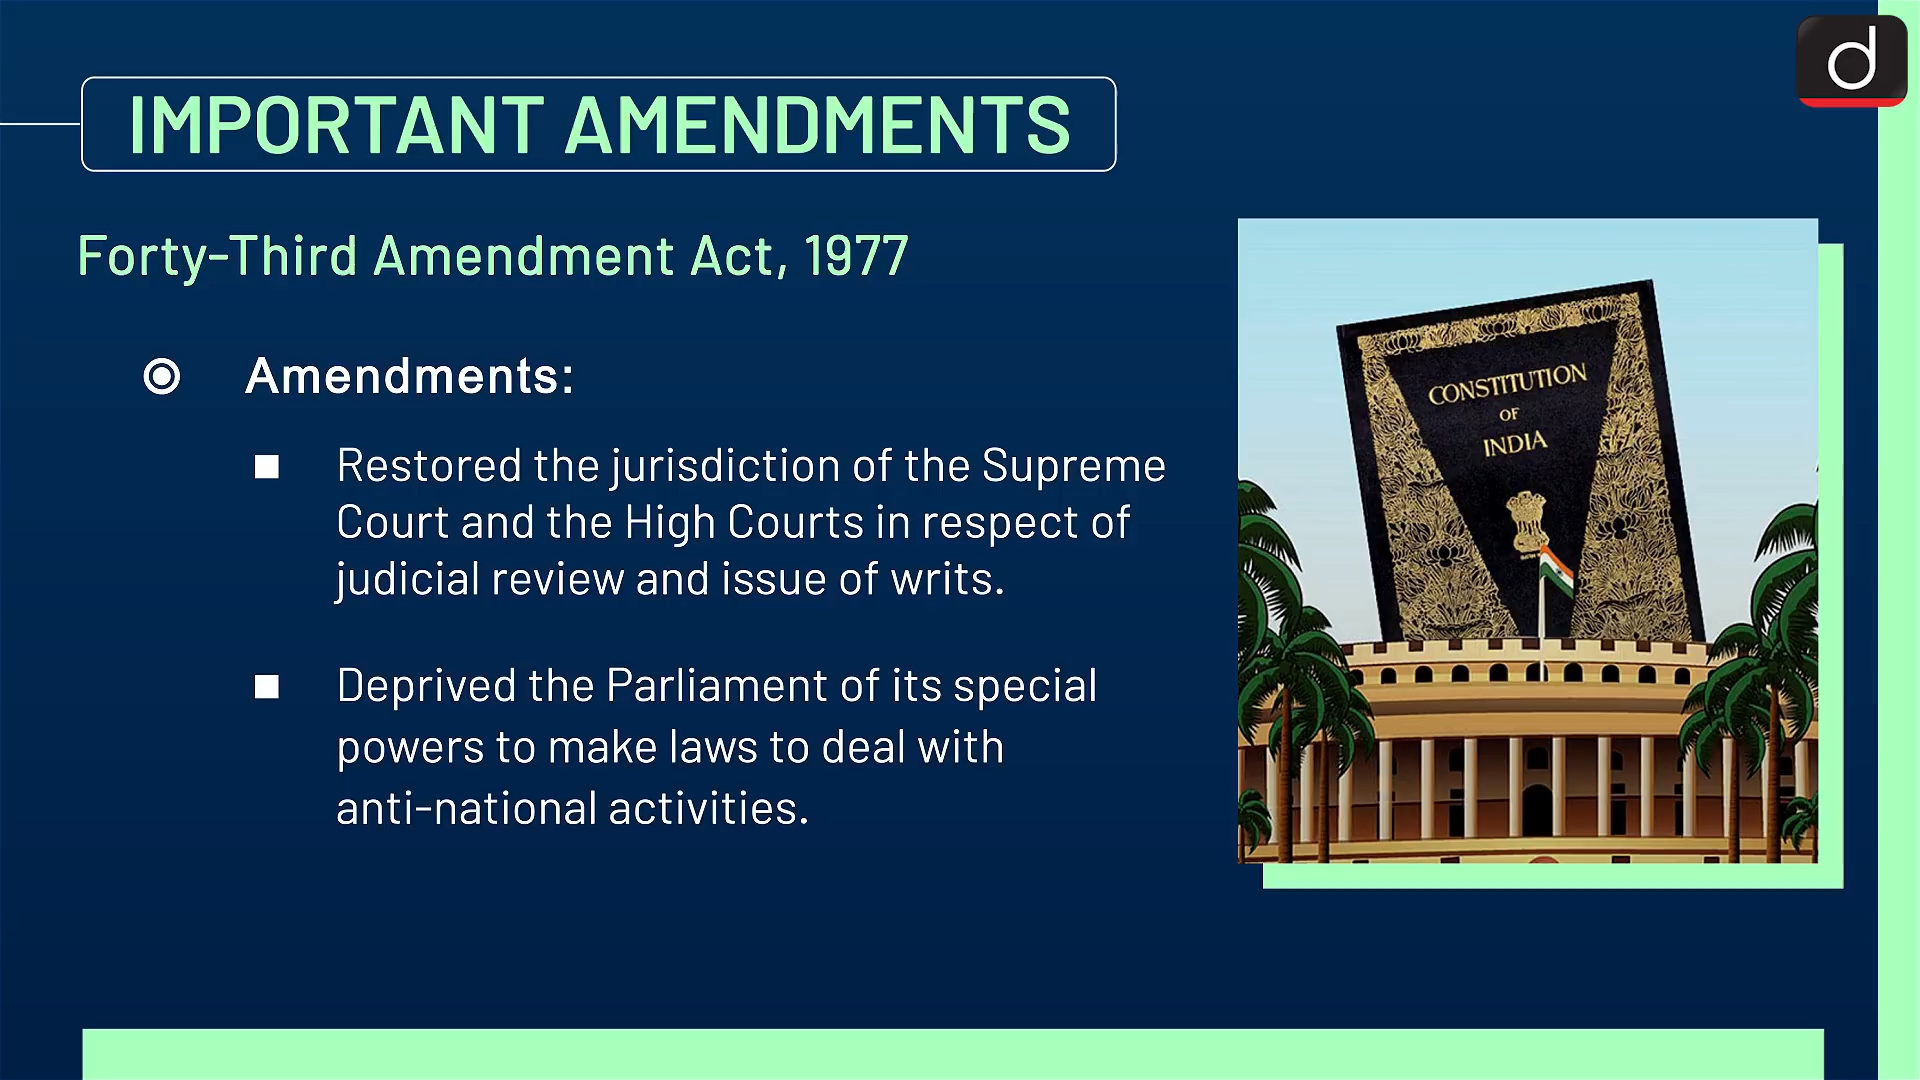 d
IMPORTANT AMENDMENTS
Forty-Third Amendment Act, 1977
Amendments:
Restored the jurisdiction of the Supreme
Court and the High Courts in respect of
judicial review and issue of writs.
Deprived the Parliament of its special
powers to make laws to deal with
anti-national activities.
CONSTITUTION
OF
INDIA